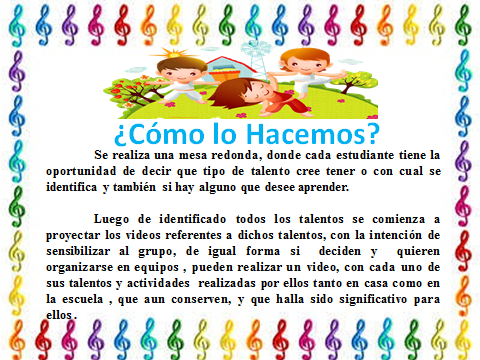 ¿Cómo lo Hacemos?
Se realiza una mesa redonda, donde cada estudiante tiene la
oportunidad de decir que tipo de talento cree tener o con cual se
identifica y también si hay alguno que desee aprender.
Luego de identificado todos los talentos se comienza a
proyectar los videos referentes a dichos talentos, con la intención de
sensibilizar al grupo, de igual forma si deciden y quieren
organizarse en equipos , pueden realizar un video, con cada uno de
sus talentos y actividades realizadas por ellos tanto en casa como en
la escuela , que aun conserven, y que halla sido significativo para
ellos .